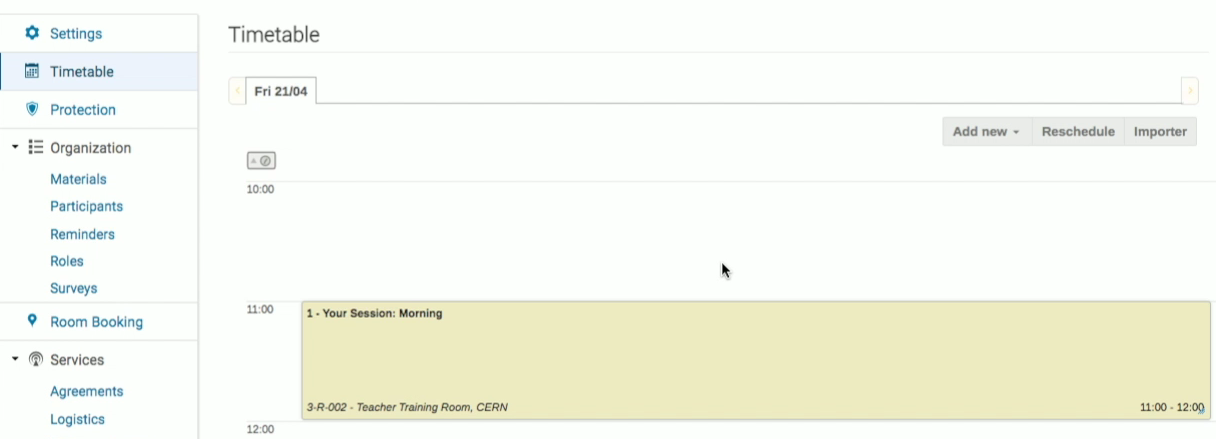 Settings
Timetable
Protection
Organization
Materials
Participants
Reminders
Roles
Surveys
Room Booking
Services
Agreements
Logistics
Timetable
Fri 21/04
Add new Reschedule Importer
10:00
11:00
1 - Your Session: Morning
3-R-002 - Teacher Training Room, CERN 11:00 - 12:00
12:00